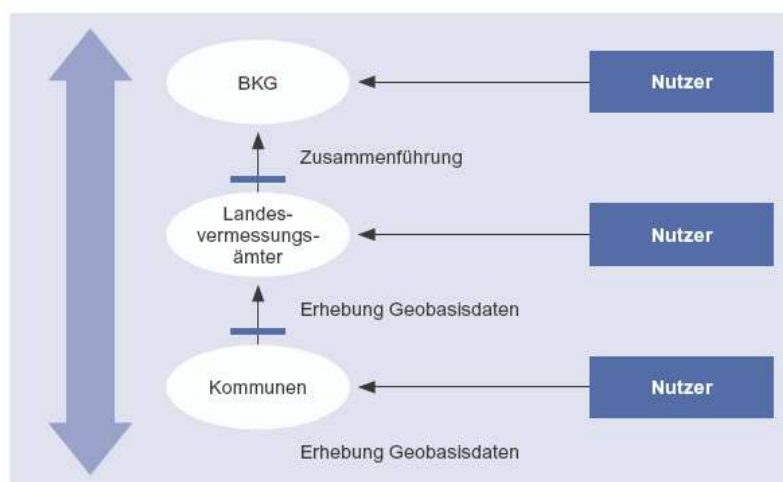 BKG
Nutzer
Zusammenführung
Landes-
vermessungs-
ämter
Nutzer
Erhebung Geobasisdaten
Kommunen
Nutzer
Erhebung Geobasisdaten